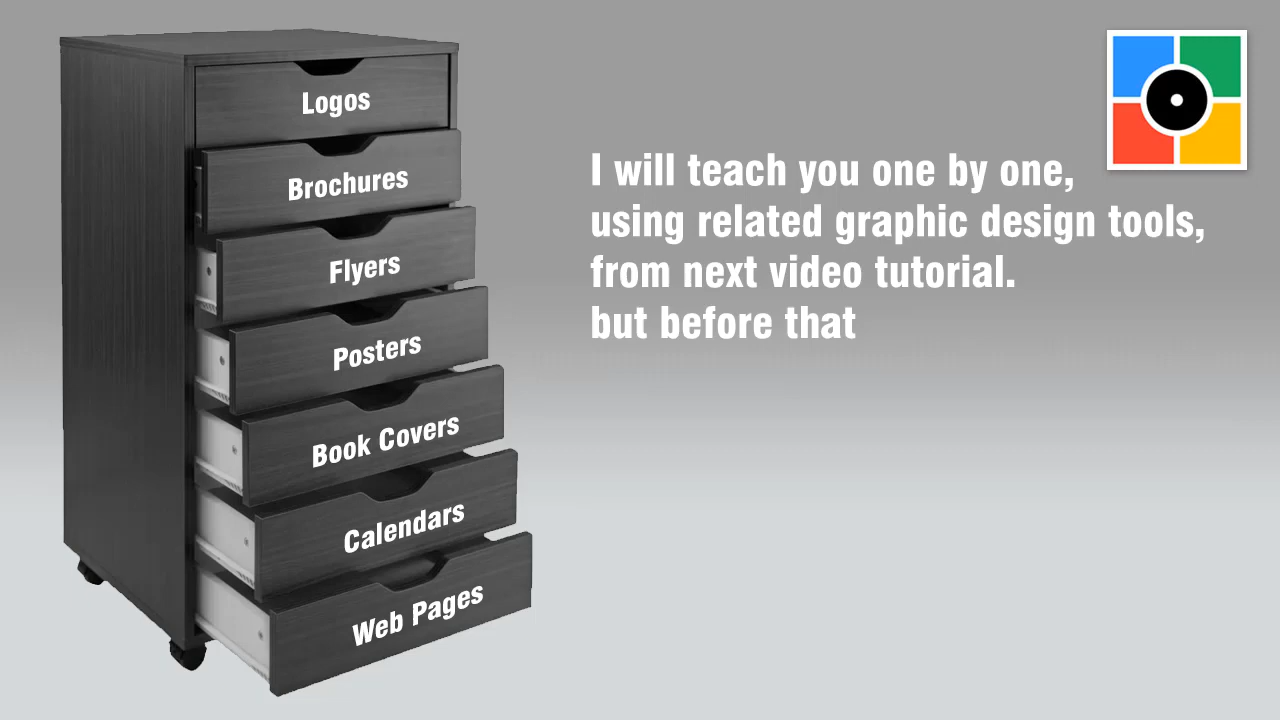 Logos
Brochures
Flyers
Posters
Book Covers
Calendars
Web Pages
I will teach you one by one,
using related graphic design tools,
from next video tutorial.
but before that